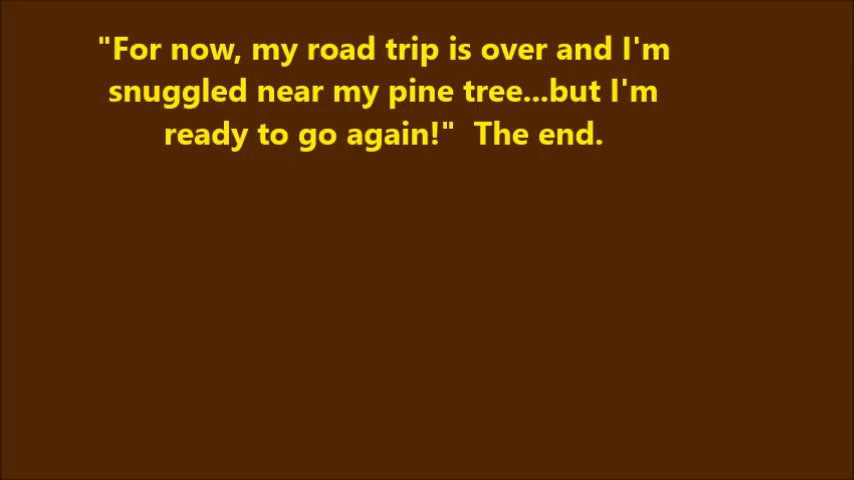 "For now, my road trip is over and I'm
snuggled near my pine tree...but I'm
ready to go again!"  The end.